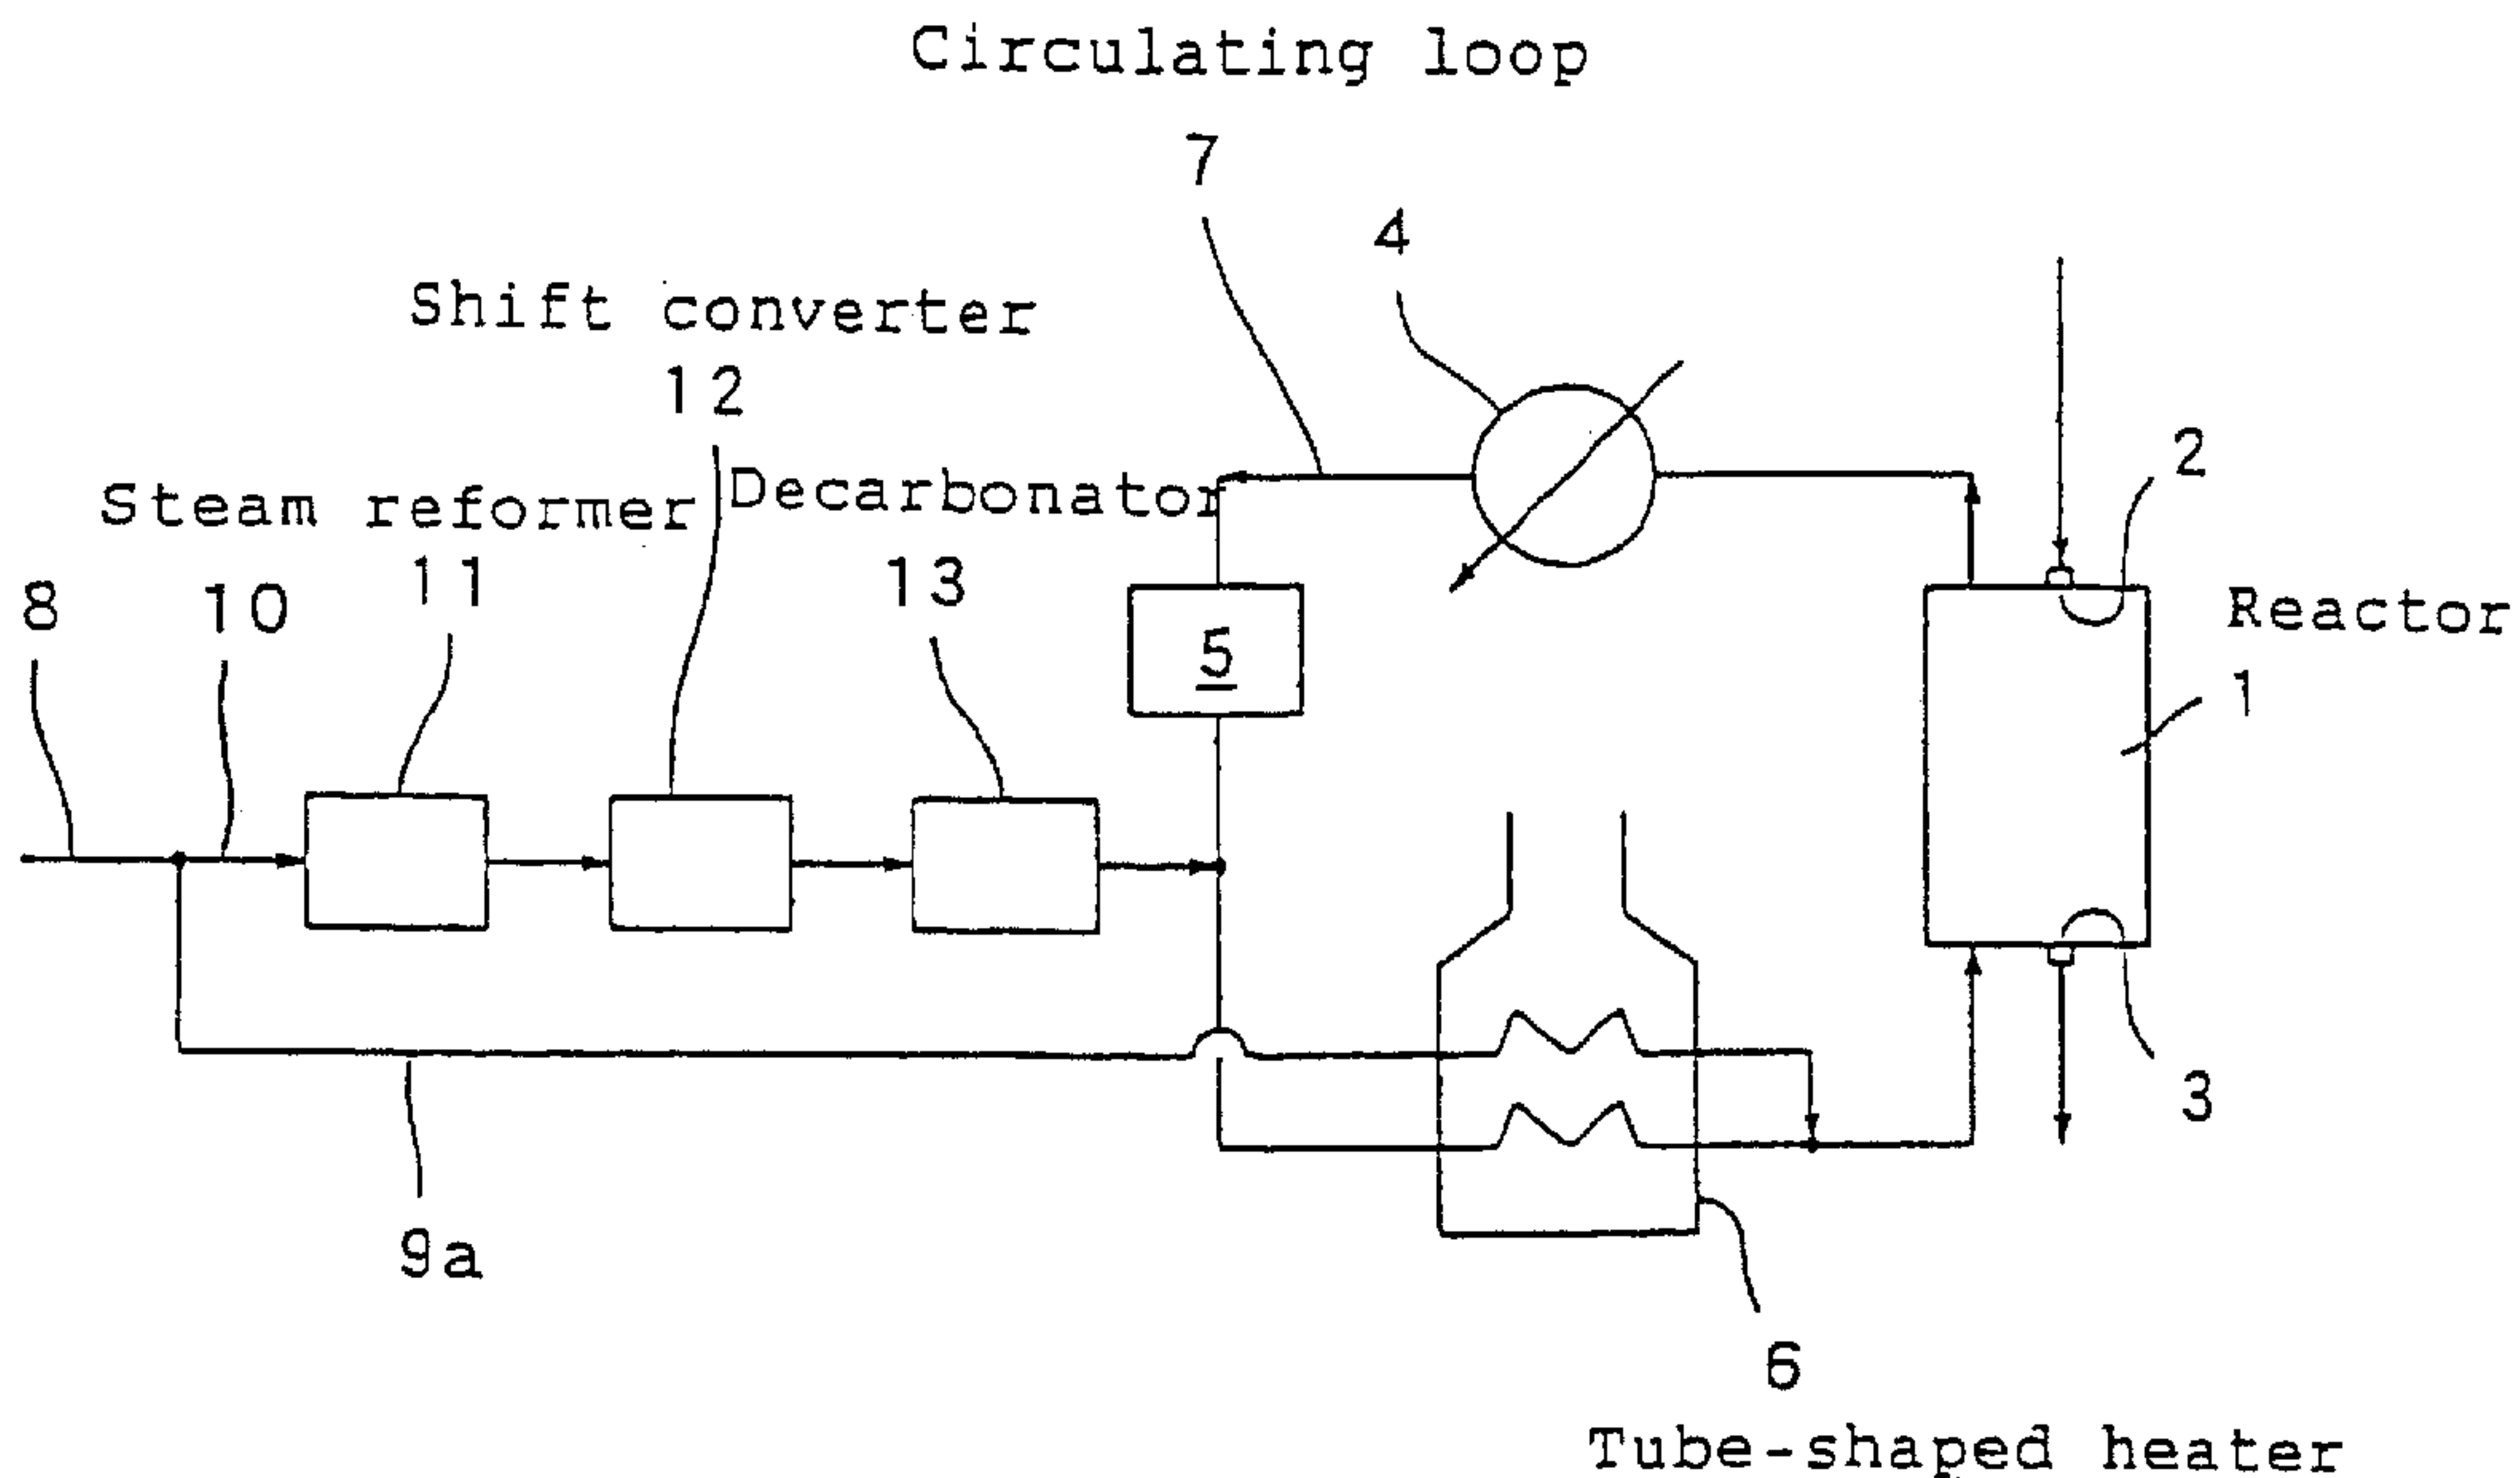 Circulating loop
7
4
Shift converter
12
2
Steam reformer
Decarbonator
11
13
8
10
Reactor
5
1
3
9a
6
Tube-shaped heater